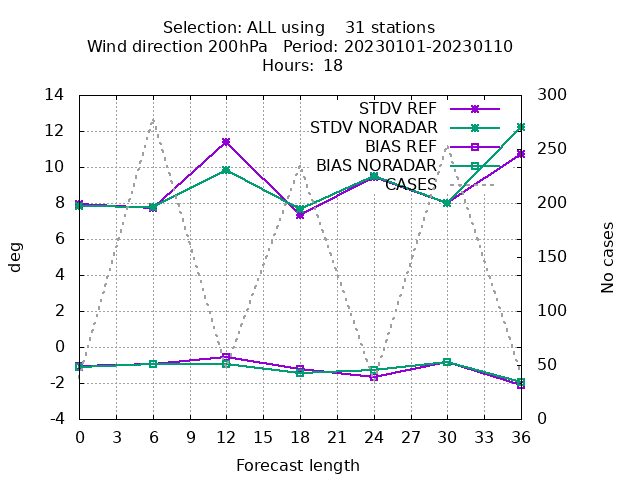 Selection: ALL using    31 stations
Wind direction 200hPa   Period: 20230101-20230110
Hours: 18
14
12
10
8
6
4
2
0
-2
-4
deg
STDV REF
STDV NORADAR
BIAS REF
BIAS NORADAR
CASES
300
250
200
150
100
50
0
No cases
0 3 6 9 12 15 18 21 24 27 30 33 36
Forecast length